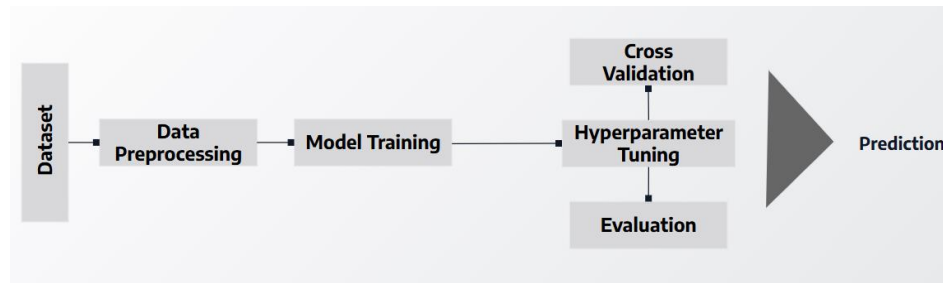 Dataset
Data
Preprocessing
Model Training
Cross
Validation
Hyperparameter
Tuning
Evaluation
Prediction